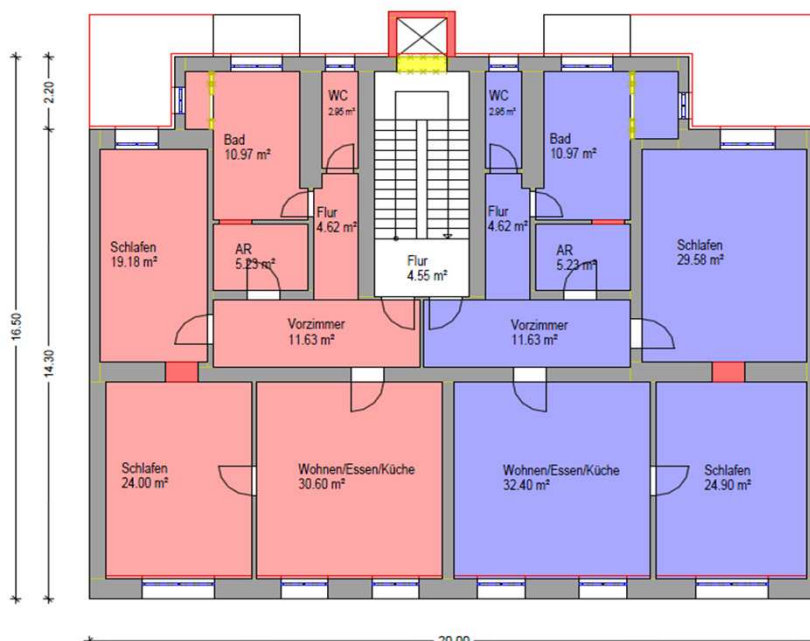 2.20
14.30
16.50
WC
2.95 m²
WC
2.95 m²
Bad
10.97 m²
Bad
10.97 m²
Flur
4.62 m²
Flur
4.62 m²
Schlafen
19.18 m²
AR
5.23 m²
Flur
4.55 m²
AR
5.23 m²
Schlafen
29.58 m²
Vorzimmer
11.63 m²
Vorzimmer
11.63 m²
Schlafen
24.00 m²
Wohnen/Essen/Küche
30.60 m²
Wohnen/Essen/Küche
32.40 m²
Schlafen
24.90 m²
20.00